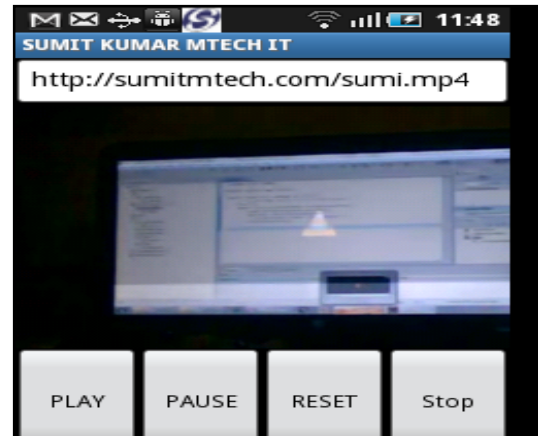 11:48
SUMIT KUMAR MTECH IT
http://sumitmtech.com/sumi.mp4
PLAY PAUSE RESET Stop